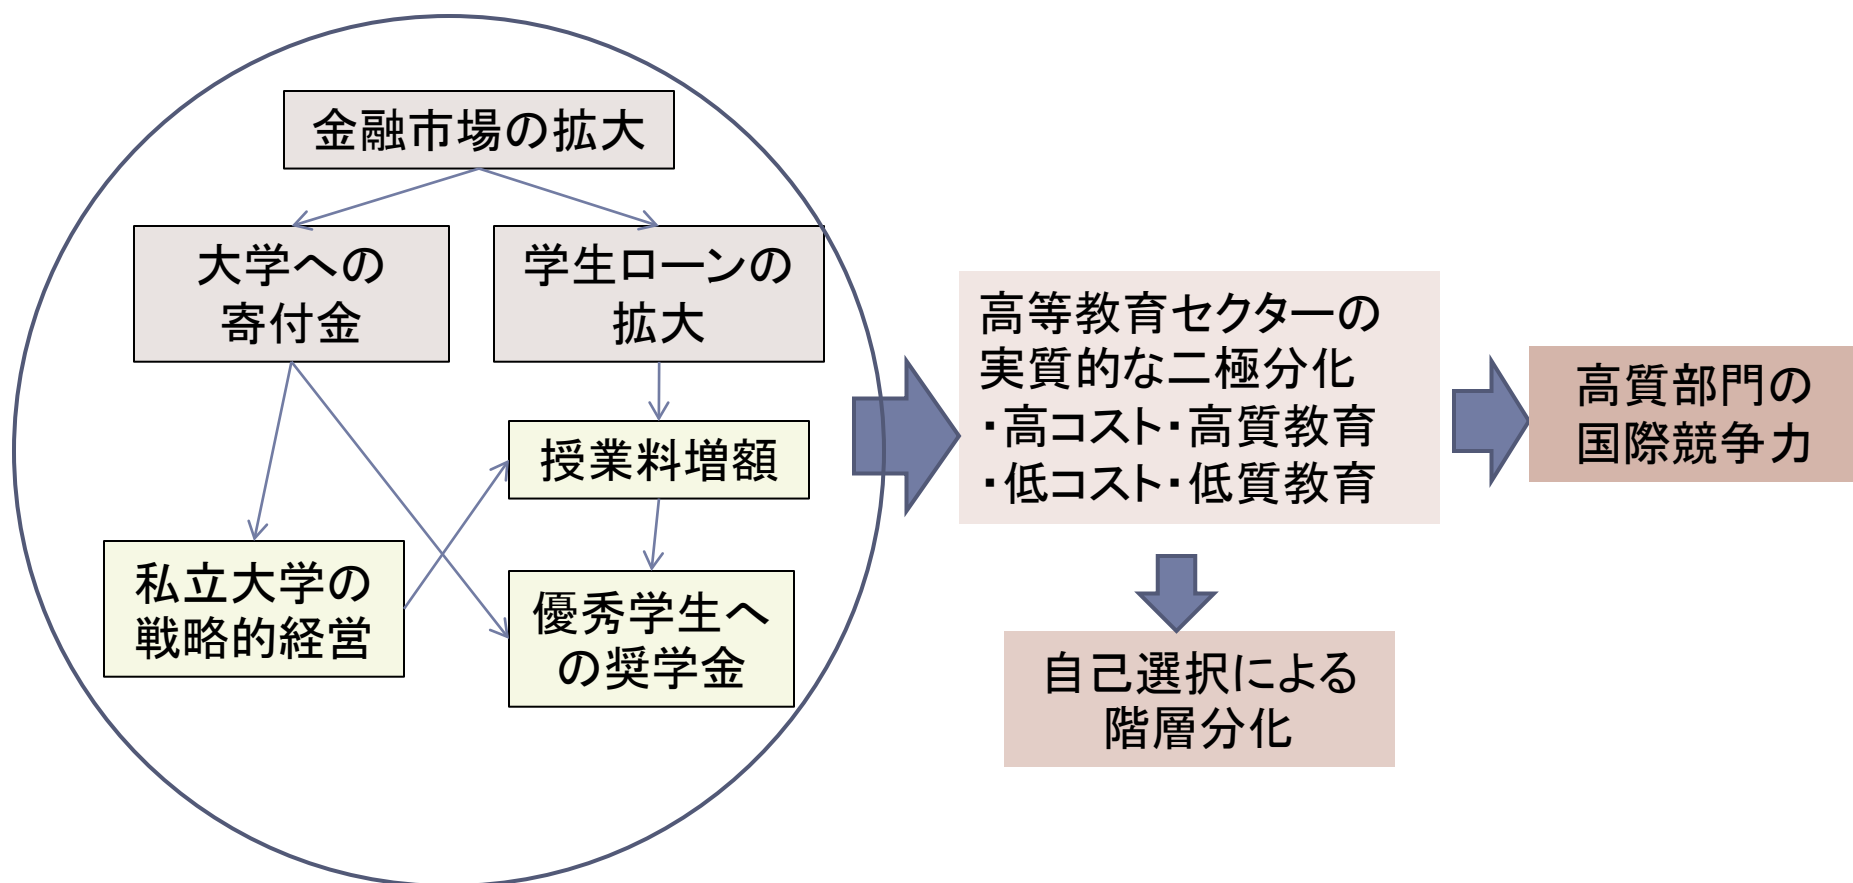 金融市場の拡大
大学への
寄付金
学生ローンの
拡大
授業料増額
私立大学の
戦略的経営
優秀学生へ
の奨学金
高等教育セクターの
実質的な二極分化
・高コスト・高質教育
・低コスト・低質教育
高質部門の
国際競争力
自己選択による
階層分化